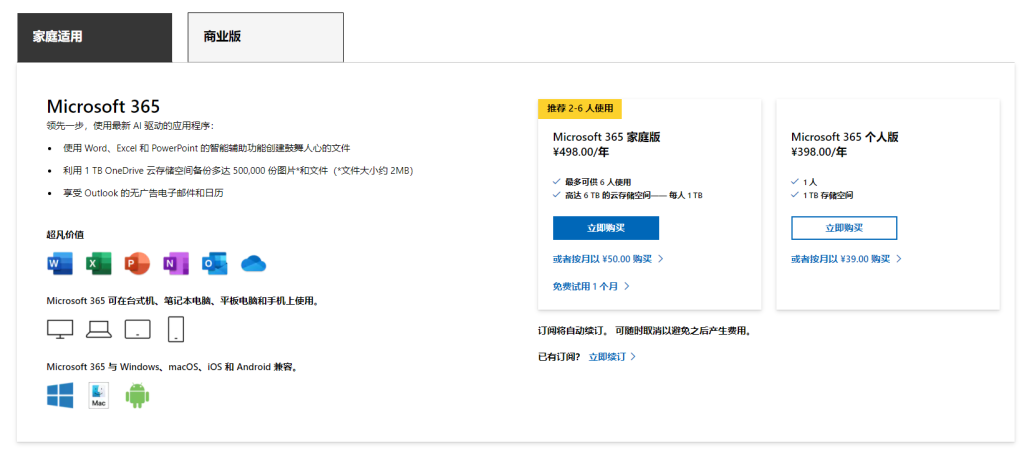 家庭适用
商业版
Microsoft 365
领先一步，使用最新 AI 驱动的应用程序：
• 使用 Word、Excel 和 PowerPoint 的智能辅助功能创建鼓舞人心的文件
• 利用 1 TB OneDrive 云存储空间备份多达 500,000 份图片*和文件（*文件大小约 2MB）
• 享受 Outlook 的无广告电子邮件和日历
超凡价值
W X P N O
Microsoft 365 可在台式机、笔记本电脑、平板电脑和手机上使用。
Microsoft 365 与 Windows、macOS、iOS 和 Android 兼容。
Mac
推荐 2-6 人使用
Microsoft 365 家庭版
¥498.00/年
最多可供 6 人使用
高达 6 TB 的云存储空间—— 每人 1 TB
立即购买
或者按月以 ¥50.00 购买
免费试用 1 个月
Microsoft 365 个人版
¥398.00/年
1 人
1 TB 存储空间
立即购买
或者按月以 ¥39.00 购买
订阅将自动续订。 可随时取消以避免之后产生费用。
已有订阅？ 立即续订